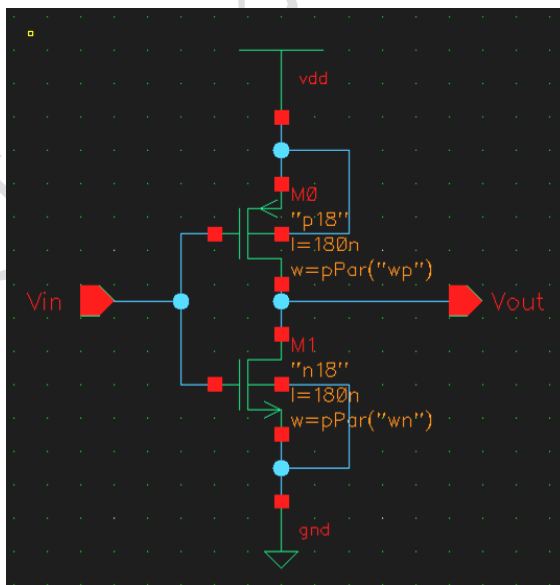 vdd
M0
"p18"
l=180n
w=pPar("wp")
Vin
Vout
M1
"n18"
l=180n
w=pPar("wn")
gnd